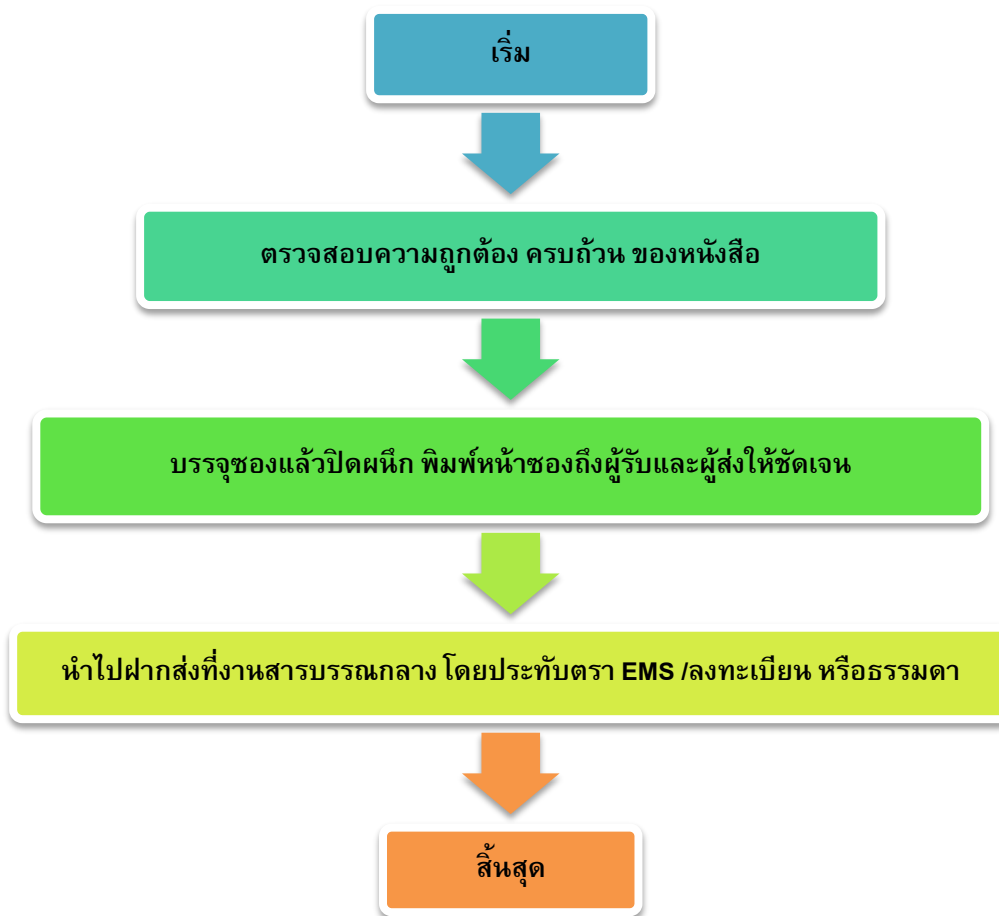 เริ่ม
ตรวจสอบความถูกต้อง ครบถ้วน ของหนังสือ
บรรจุซองแล้วปิดผนึก พิมพ์หน้าซองถึงผู้รับและผู้ส่งให้ชัดเจน
นำไปฝากส่งที่งานสารบรรณกลาง โดยประทับตรา EMS /ลงทะเบียน หรือธรรมดา
สิ้นสุด